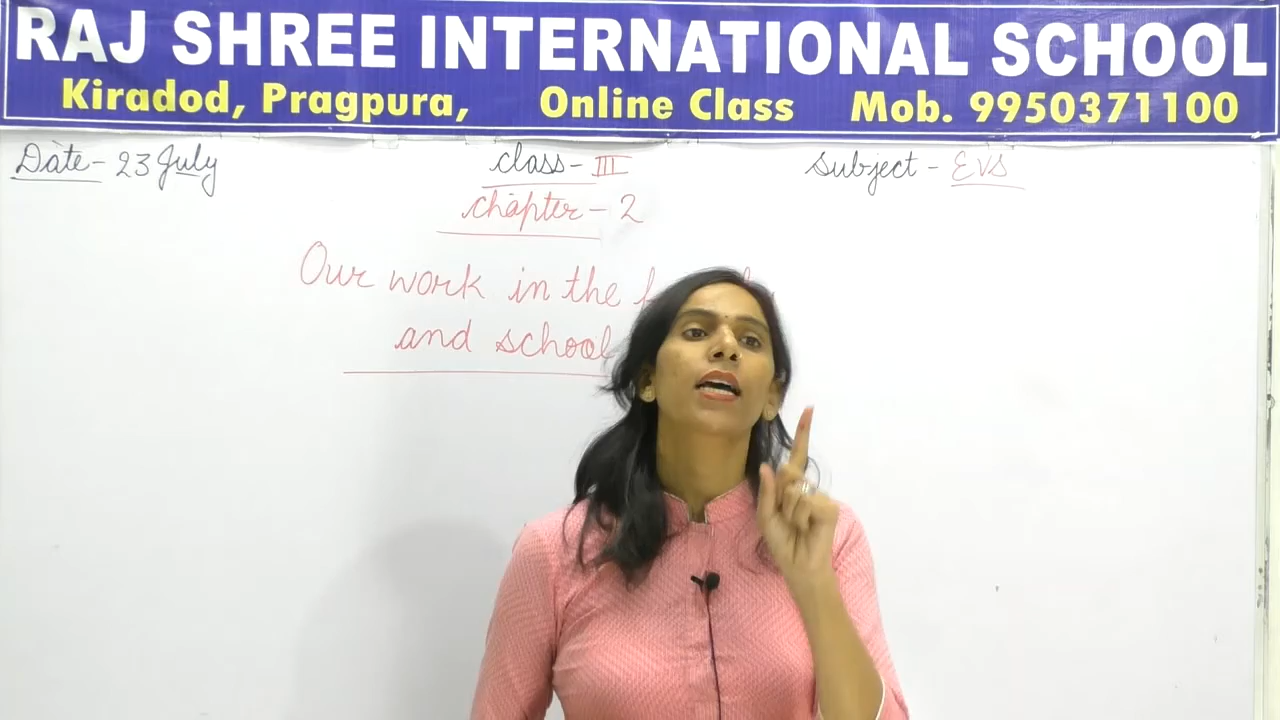 RAJ SHREE INTERNATIONAL SCHOOL
Kiradod, Pragpura, Online Class Mob. 9950371100
Date - 23 July class - III Subject - EVS
chapter - 2
Our work in the
and school